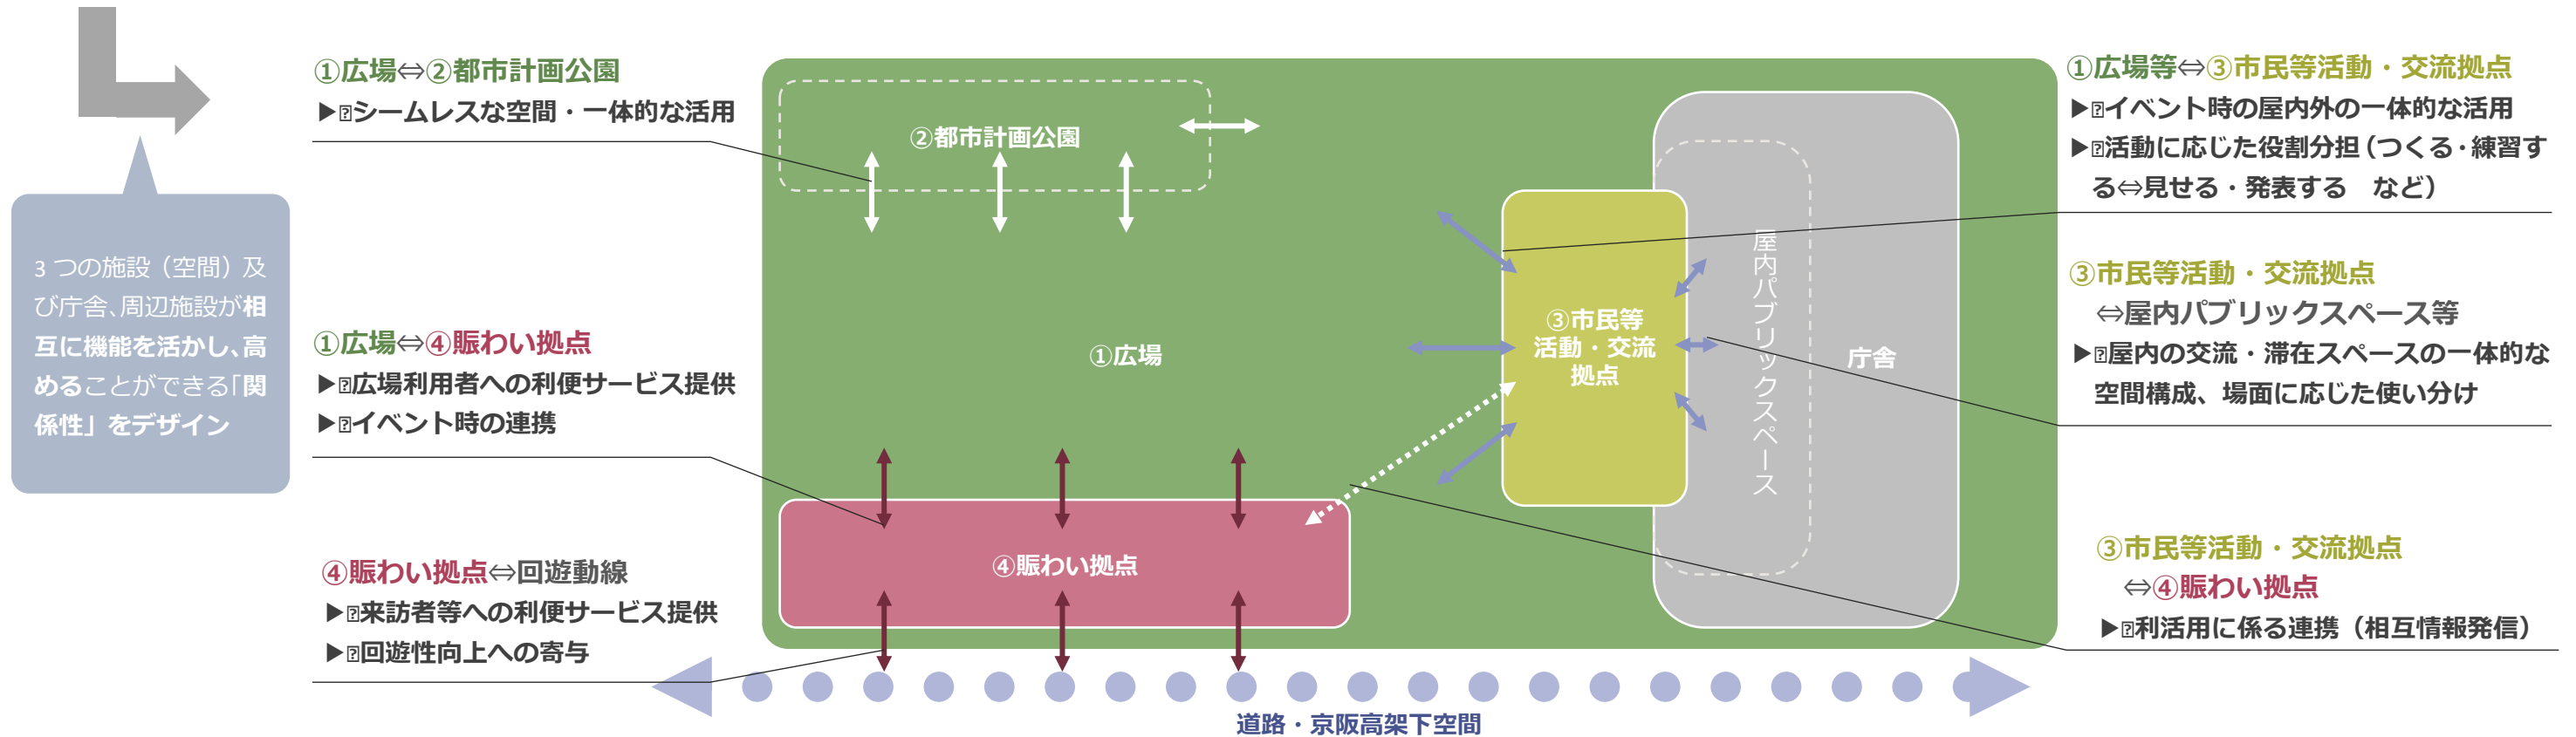 3 つの施設（空間）及
び庁舎、周辺施設が相
互に機能を活かし、高
めることができる「関
係性」をデザイン
①広場⇔②都市計画公園
▶シームレスな空間・一体的な活用
①広場⇔④賑わい拠点
▶広場利用者への利便サービス提供
▶イベント時の連携
④賑わい拠点⇔回遊動線
▶来訪者等への利便サービス提供
▶回遊性向上への寄与
②都市計画公園
①広場
④賑わい拠点
③市民等
活動・交流
拠点
屋内パブリックスペース
庁舎
道路・京阪高架下空間
①広場等⇔③市民等活動・交流拠点
▶イベント時の屋内外の一体的な活用
▶活動に応じた役割分担（つくる・練習す
る⇔見せる・発表する　など）
③市民等活動・交流拠点
⇔屋内パブリックスペース等
▶屋内の交流・滞在スペースの一体的な
空間構成、場面に応じた使い分け
③市民等活動・交流拠点
⇔④賑わい拠点
▶利活用に係る連携（相互情報発信）